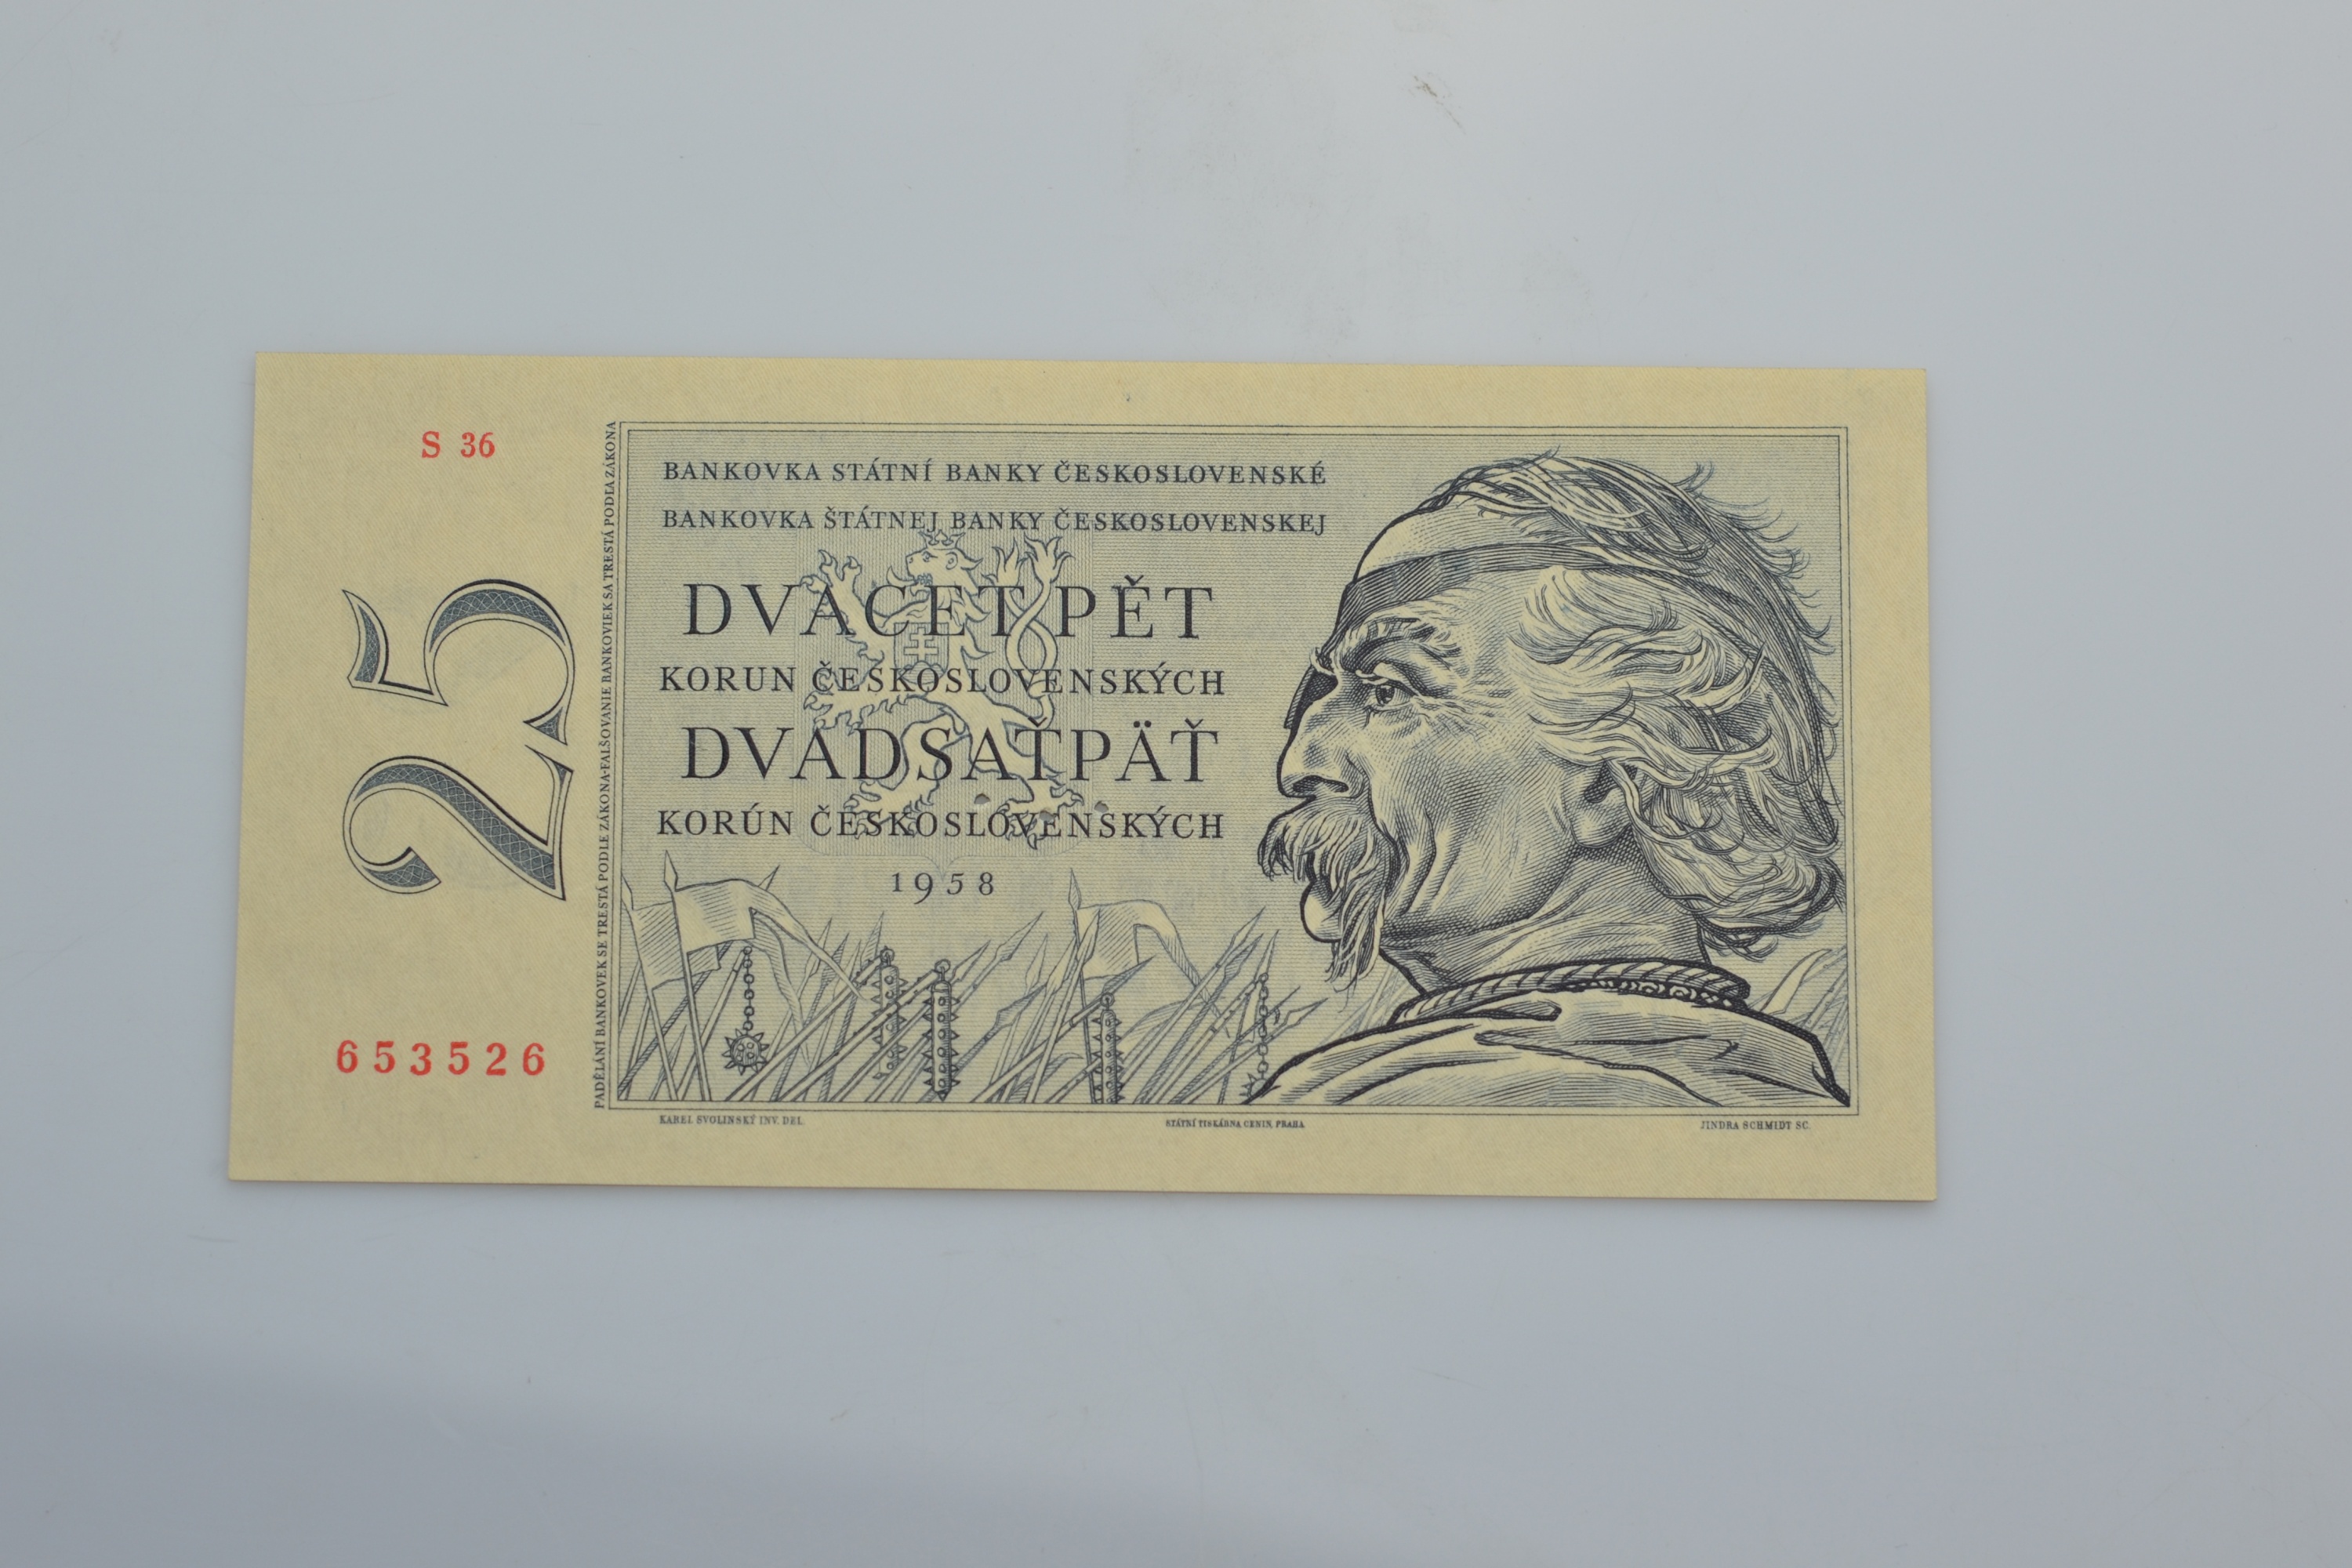 S 36
25
653526
PADĚLÁNÍ BANKOVEK SE TRESTÁ PODLE ZÁKONA-FALŠOVANIE BANKOVIEK SA TRESTÁ PODĽA ZÁKONA
BANKOVKA STÁTNÍ BANKY ČESKOSLOVENSKÉ
BANKOVKA ŠTÁTNEJ BANKY ČESKOSLOVENSKEJ
DVACET PĚT
KORUN ČESKOSLOVENSKÝCH
DVADSAŤPÄŤ
KORÚN ČESKOSLOVENSKÝCH
1958
KAREL SVOLINSKÝ INV. DEL.
STÁTNÍ TISKÁRNA CENIN, PRAHA
JINDRA SCHMIDT SC.